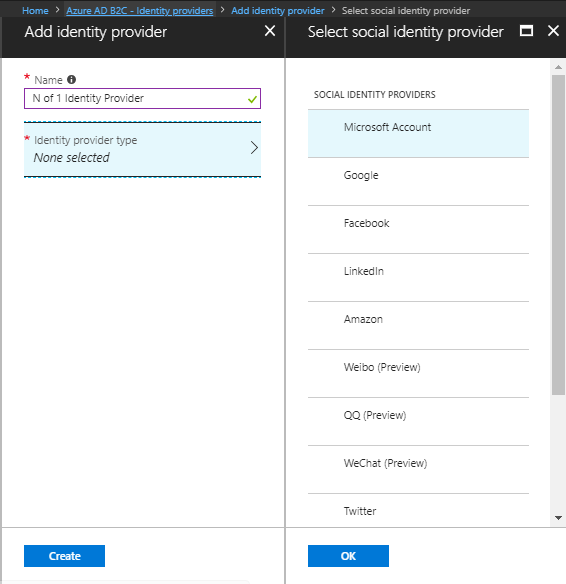 Home > Azure AD B2C - Identity providers > Add identity provider > Select social identity provider
Add identity provider
* Name
N of 1 Identity Provider
* Identity provider type
None selected
Create
Select social identity provider
SOCIAL IDENTITY PROVIDERS
Microsoft Account
Google
Facebook
LinkedIn
Amazon
Weibo (Preview)
QQ (Preview)
WeChat (Preview)
Twitter
OK